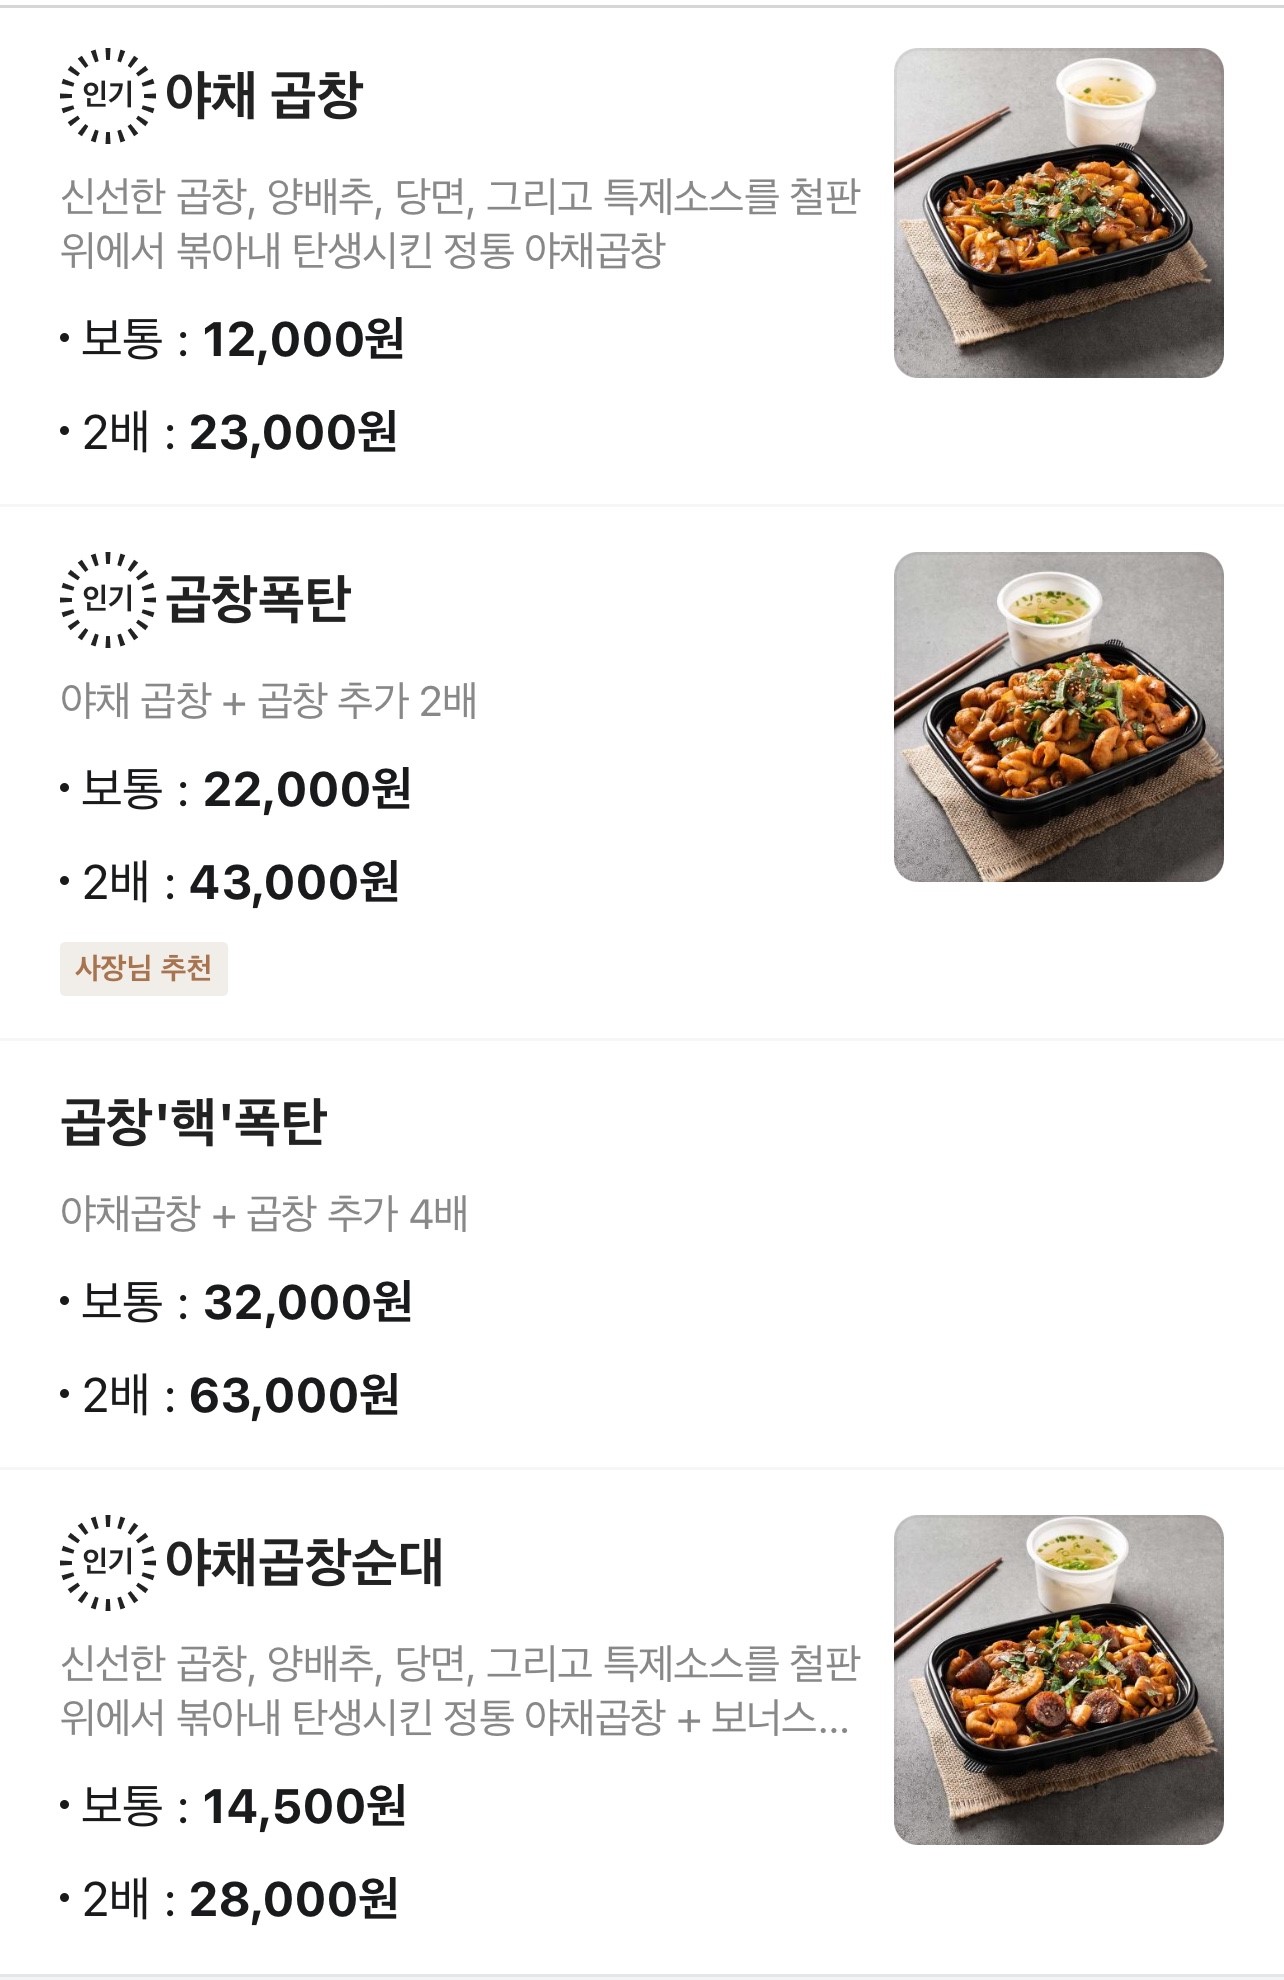 인기 야채 곱창
신선한 곱창, 양배추, 당면, 그리고 특제소스를 철판
위에서 볶아내 탄생시킨 정통 야채곱창
• 보통 : 12,000원
• 2배 : 23,000원
인기 곱창폭탄
야채 곱창 + 곱창 추가 2배
• 보통 : 22,000원
• 2배 : 43,000원
사장님 추천
곱창'핵'폭탄
야채곱창 + 곱창 추가 4배
• 보통 : 32,000원
• 2배 : 63,000원
인기 야채곱창순대
신선한 곱창, 양배추, 당면, 그리고 특제소스를 철판
위에서 볶아내 탄생시킨 정통 야채곱창 + 보너스...
• 보통 : 14,500원
• 2배 : 28,000원